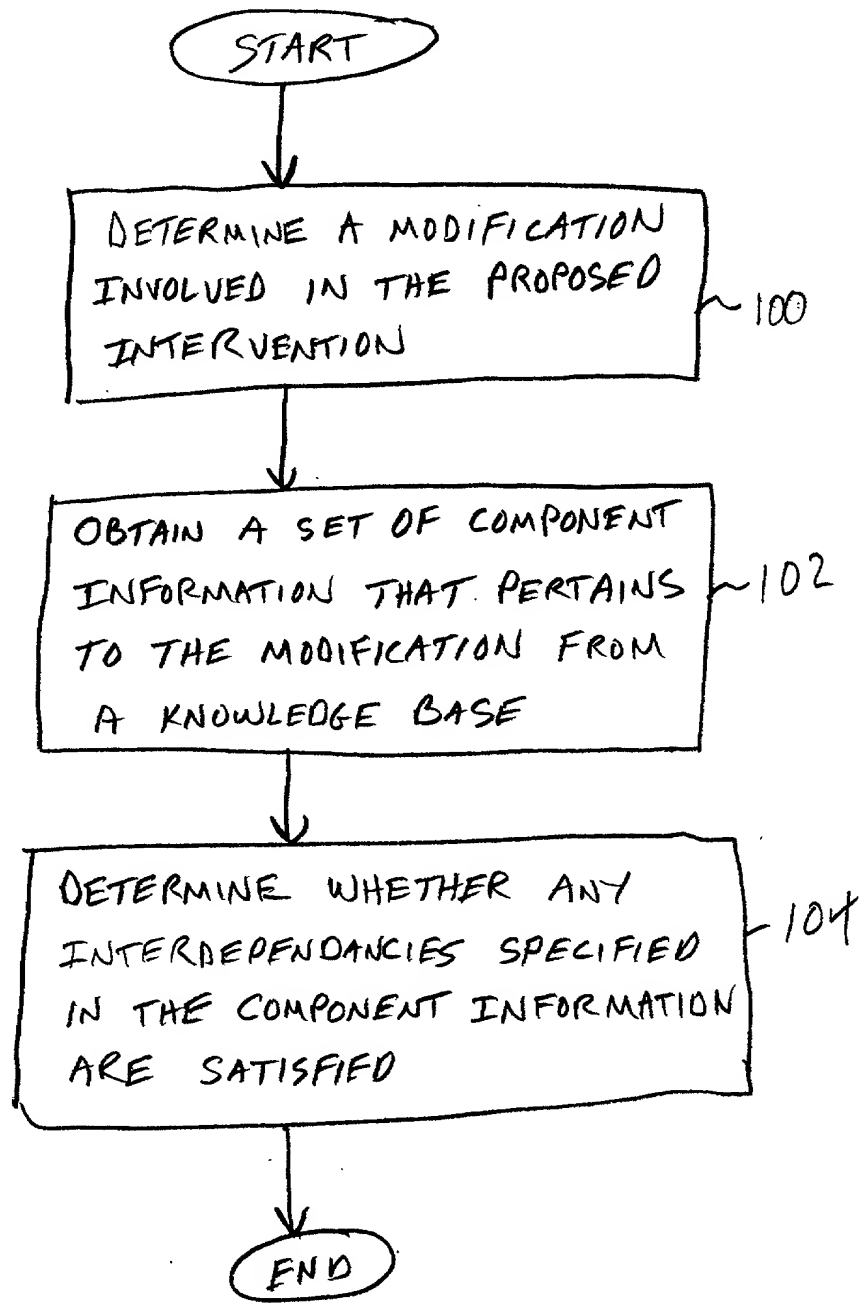 START
DETERMINE A MODIFICATION
INVOLVED IN THE PROPOSED
INTERVENTION
100
OBTAIN A SET OF COMPONENT
INFORMATION THAT PERTAINS
TO THE MODIFICATION FROM
A KNOWLEDGE BASE
102
DETERMINE WHETHER ANY
INTERDEPENDANCIES SPECIFIED
IN THE COMPONENT INFORMATION
ARE SATISFIED
104
END